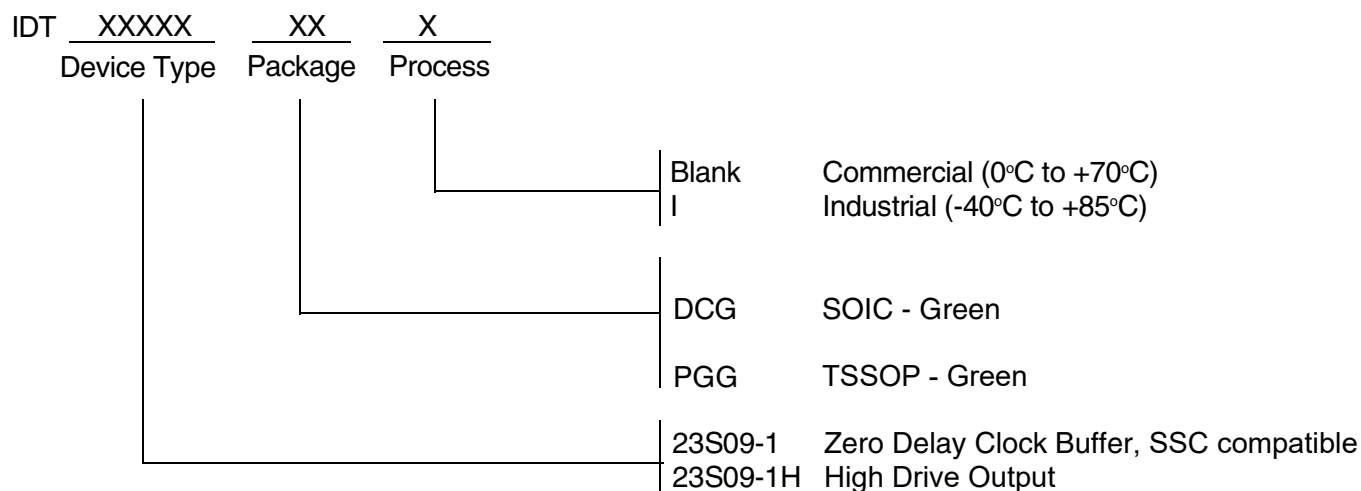 IDT XXXXX XX X
Device Type Package Process
Blank Commercial (0°C to +70°C)
I Industrial (-40°C to +85°C)
DCG SOIC - Green
PGG TSSOP - Green
23S09-1 Zero Delay Clock Buffer, SSC compatible
23S09-1H High Drive Output